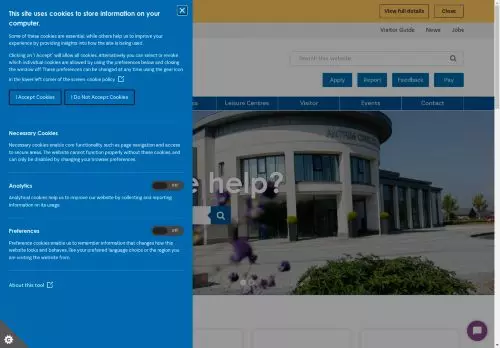 This site uses cookies to store information on your
computer.
View full details
Close
Some of these cookies are essential, while others help us to improve your
experience by providing insights into how the site is being used.
Visitor Guide
News
Jobs
Clicking on 'I Accept' will allow all cookies. Alternatively you can select or revoke
which individual cookies are allowed by using the preferences below and closing
the window off. These preferences can be changed at any time using the gear icon
in the lower left corner of the screen. cookie policy
Search this website
Apply
Report
Feedback
Pay
I Accept Cookies
I Do Not Accept Cookies
Leisure Centres
Visitor
Events
Contact
Necessary Cookies
Necessary cookies enable core functionality such as page navigation and access
to secure areas. The website cannot function properly without these cookies, and
can only be disabled by changing your browser preferences.
help?
Analytics
Off
Analytical cookies help us to improve our website by collecting and reporting
information on its usage.
Preferences
Off
Preference cookies enable us to remember information that changes how this
website looks and behaves, like your preferred language choice or the region you
are visiting the website from.
About this tool